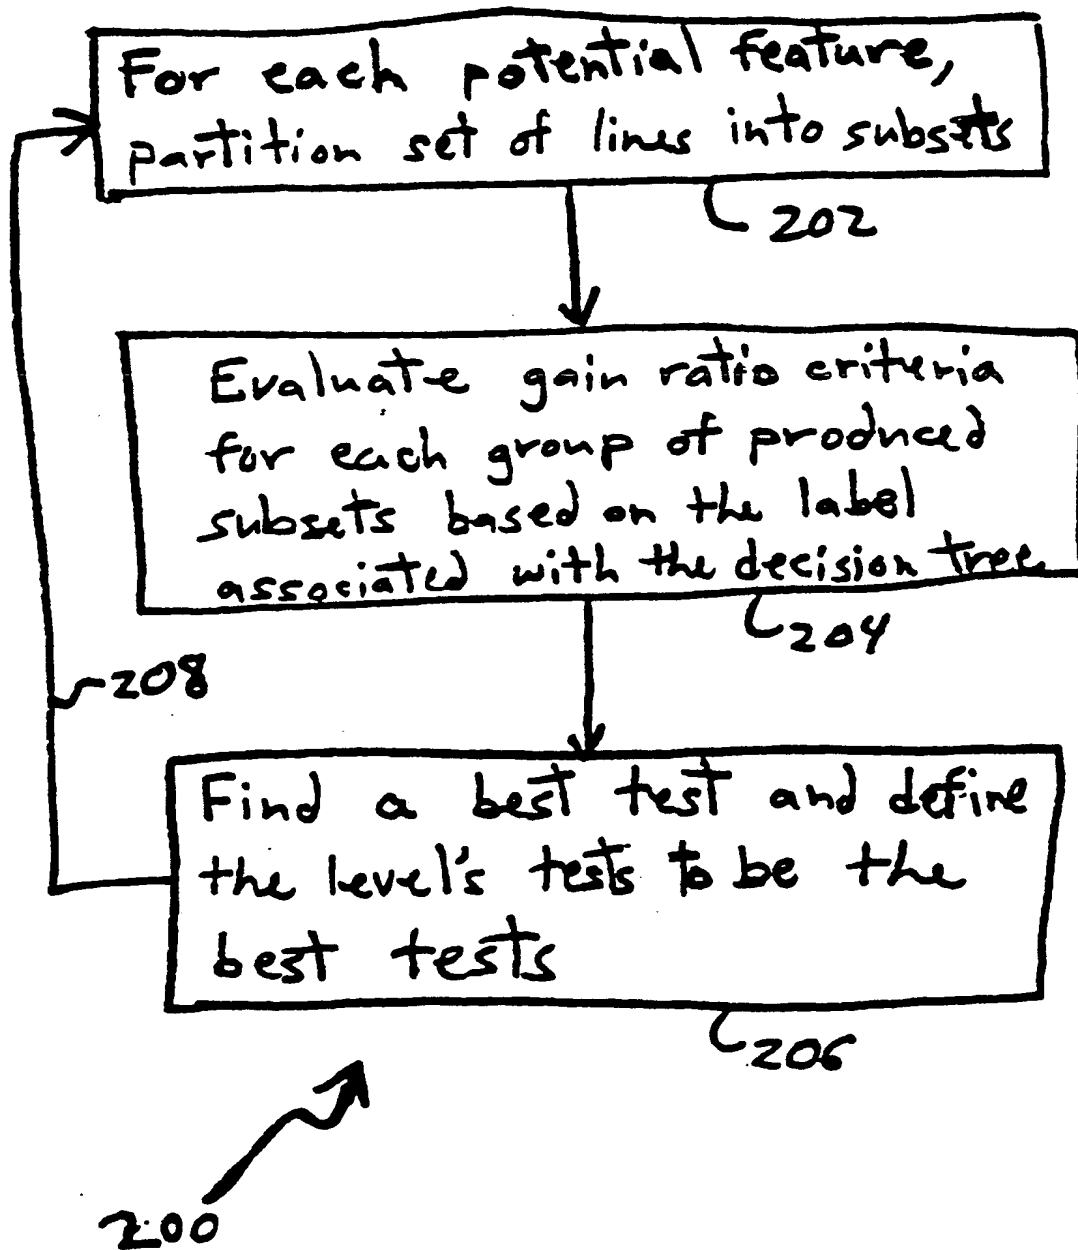 For each potential feature,
partition set of lines into subsets
202
Evaluate gain ratio criteria
for each group of produced
subsets based on the label
associated with the decision tree
204
208
Find a best test and define
the level's tests to be the
best tests
206
200